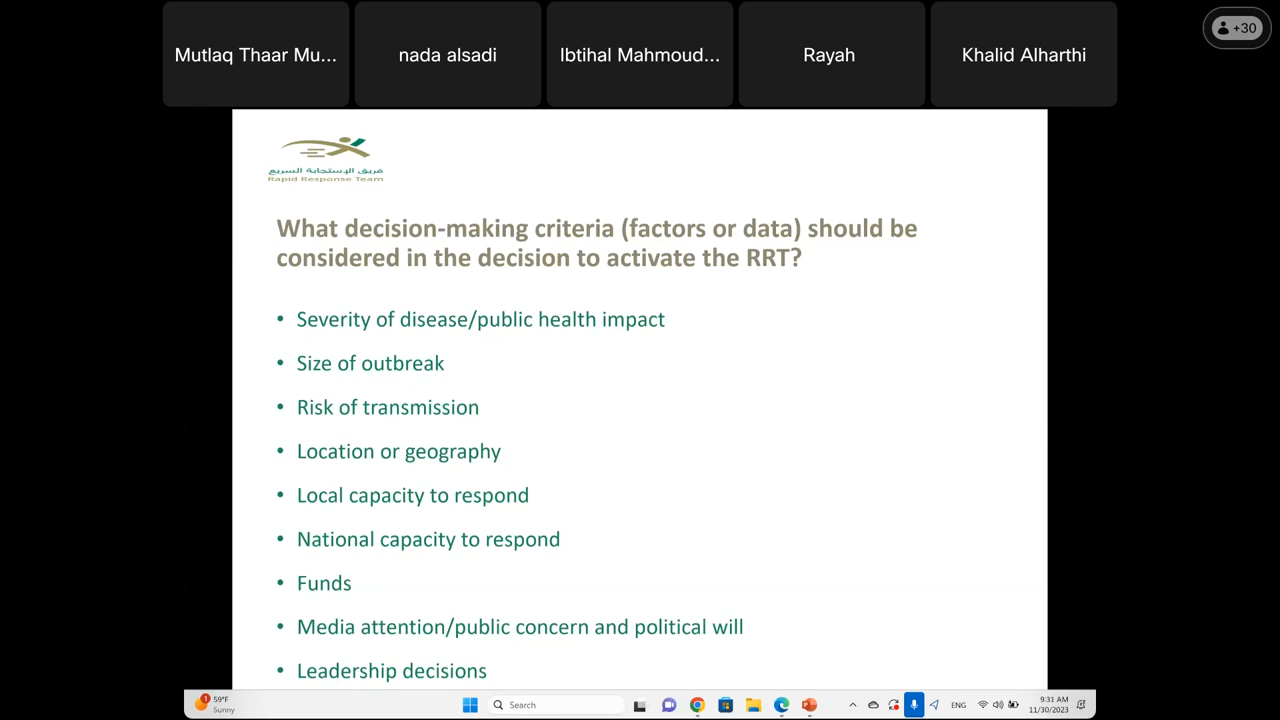 Mutlaq Thaar Mu...
nada alsadi
Ibtihal Mahmoud...
Rayah
Khalid Alharthi
+30
فريق الإستجابة السريع
Rapid Response Team
What decision-making criteria (factors or data) should be
considered in the decision to activate the RRT?
• Severity of disease/public health impact
• Size of outbreak
• Risk of transmission
• Location or geography
• Local capacity to respond
• National capacity to respond
• Funds
• Media attention/public concern and political will
• Leadership decisions
1
59°F
Sunny
Search
ENG
9:31 AM
11/30/2023